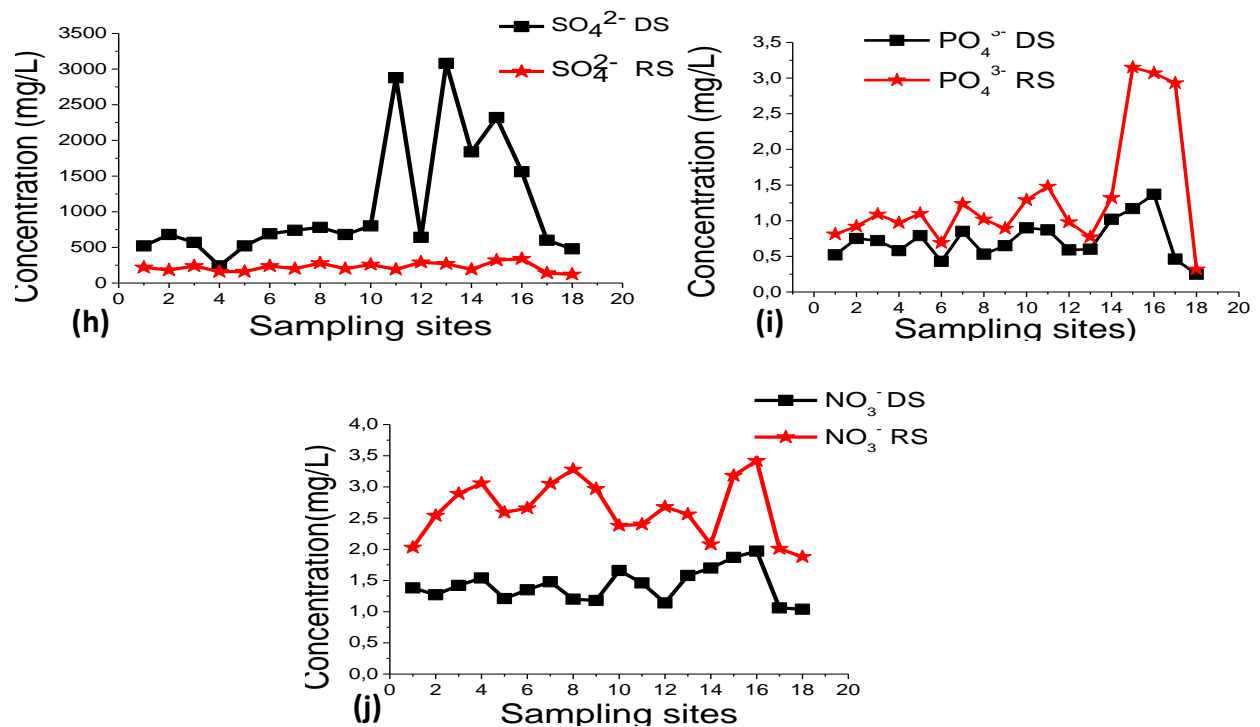 SO₄²⁻ DS
SO₄²⁻ RS
Concentration (mg/L)
3500
3000
2500
2000
1500
1000
500
0
0 2 4 6 8 10 12 14 16 18 20
(h)
Sampling sites
PO₄³⁻ DS
PO₄³⁻ RS
Concentration (mg/L)
3,5
3,0
2,5
2,0
1,5
1,0
0,5
0,0
0 2 4 6 8 10 12 14 16 18 20
(i)
Sampling sites)
NO₃⁻ DS
NO₃⁻ RS
Concentration(mg/L)
4,0
3,5
3,0
2,5
2,0
1,5
1,0
0,5
0,0
0 2 4 6 8 10 12 14 16 18 20
(j)
Sampling sites